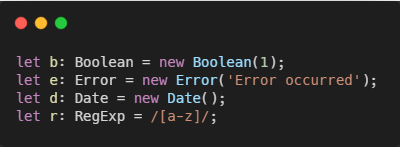 let b: Boolean = new Boolean(1);
let e: Error = new Error('Error occurred');
let d: Date = new Date();
let r: RegExp = /[a-z]/;